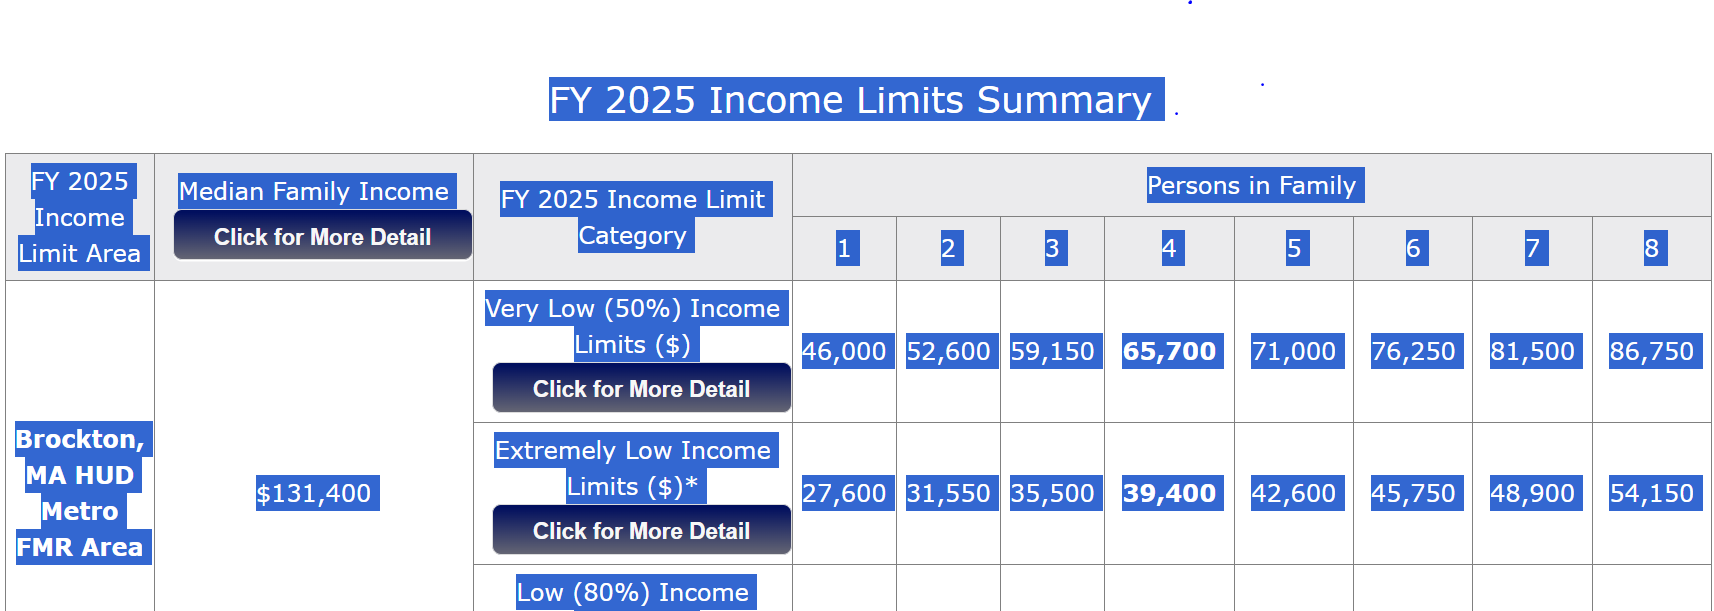 FY 2025 Income Limits Summary
FY 2025
Income
Limit Area
Median Family Income
Click for More Detail
FY 2025 Income Limit
Category
Persons in Family
1 2 3 4 5 6 7 8
Brockton,
MA HUD
Metro
FMR Area
$131,400
Very Low (50%) Income
Limits ($)
Click for More Detail
46,000 52,600 59,150 65,700 71,000 76,250 81,500 86,750
Extremely Low Income
Limits ($)*
Click for More Detail
27,600 31,550 35,500 39,400 42,600 45,750 48,900 54,150
Low (80%) Income